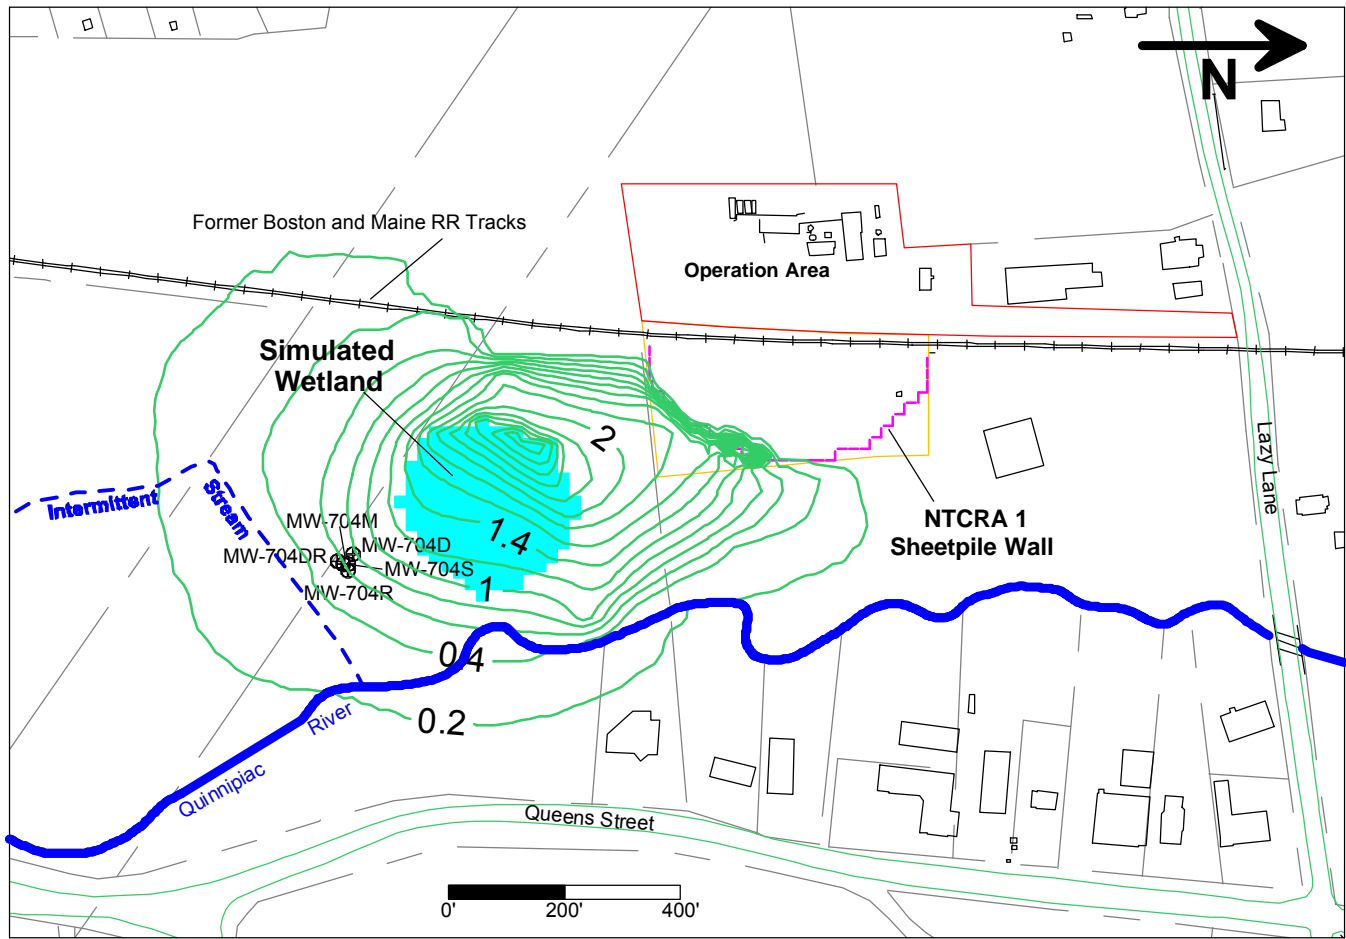 N
Former Boston and Maine RR Tracks
Operation Area
Simulated
Wetland
2
Lazy Lane
Intermittent
Stream
MW-704M
1.4
NTCRA 1
Sheetpile Wall
MW-704D
MW-704DR
MW-704S
MW-704R
1
0.4
0.2
River
Quinnipiac
Queens Street
0'
200'
400'